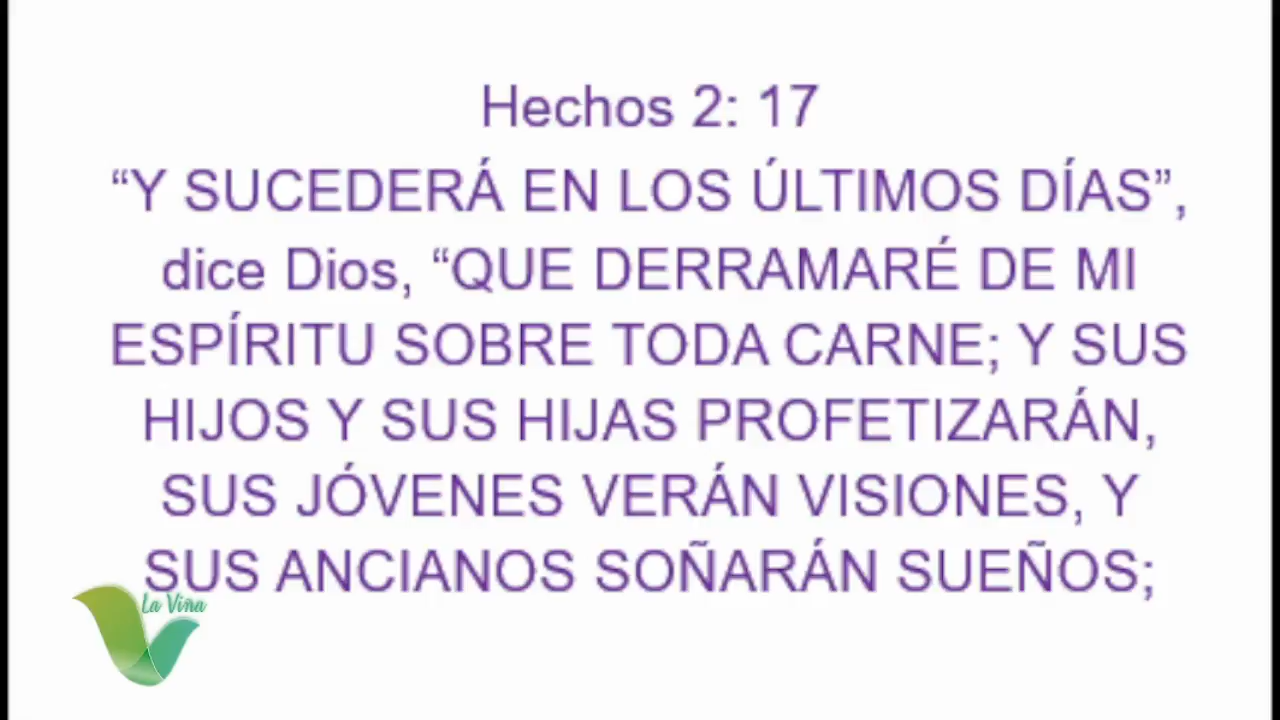 Hechos 2: 17
“Y SUCEDERÁ EN LOS ÚLTIMOS DÍAS”,
dice Dios, “QUE DERRAMARÉ DE MI
ESPÍRITU SOBRE TODA CARNE; Y SUS
HIJOS Y SUS HIJAS PROFETIZARÁN,
SUS JÓVENES VERÁN VISIONES, Y
SUS ANCIANOS SOÑARÁN SUEÑOS;
La Viña